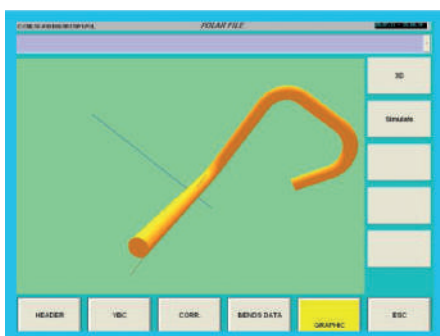 POLAR FILE
3D
Simulate
HEADER
YBC
CORR.
BENDS DATA
GRAPHIC
ESC